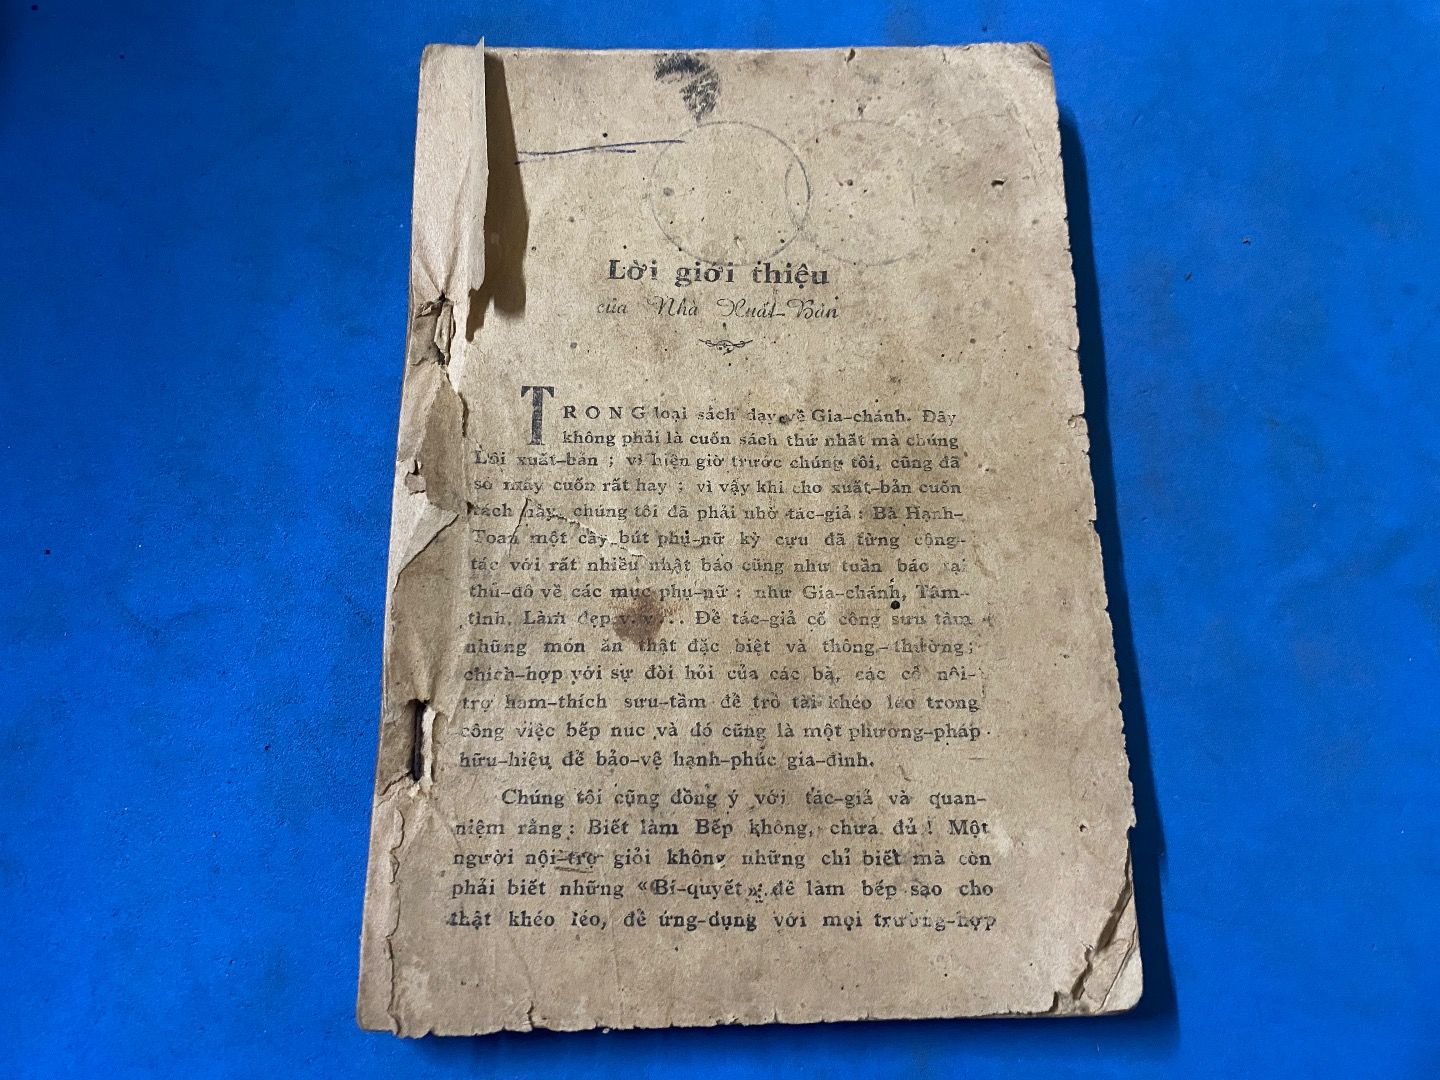 Lời giới thiệu
của Nhà Xuất-Bản
TRONG loại sách dạy về Gia-chánh. Đây
không phải là cuốn sách thứ nhất mà chúng
tôi xuất-bản ; vì hiện giờ trước chúng tôi, cũng đã
có mấy cuốn rất hay ; vì vậy khi cho xuất-bản cuốn
sách này, chúng tôi đã phải nhờ tác-giả : Bà Hạnh-
Toan một cây bút phụ-nữ kỳ cựu đã từng cộng-
tác với rất nhiều nhật báo cũng như tuần báo tại
thủ-đô về các mục phụ-nữ : như Gia-chánh, Tâm-
tình, Làm đẹp v.v... Để tác-giả cố công sưu tầm
những món ăn thật đặc biệt và thông-thường;
thích-hợp với sự đòi hỏi của các bà, các cô nội-
trợ ham-thích sưu-tầm để trổ tài khéo léo trong
công việc bếp nuc và đó cũng là một phương-pháp
hữu-hiệu để bảo-vệ hạnh-phúc gia-đình.
Chúng tôi cũng đồng ý với tác-giả và quan-
niệm rằng : Biết làm Bếp không, chưa đủ ! Một
người nội-trợ giỏi không những chỉ biết mà còn
phải biết những «Bí-quyết» để làm bếp sao cho
thật khéo léo, để ứng-dụng với mọi trường-hợp